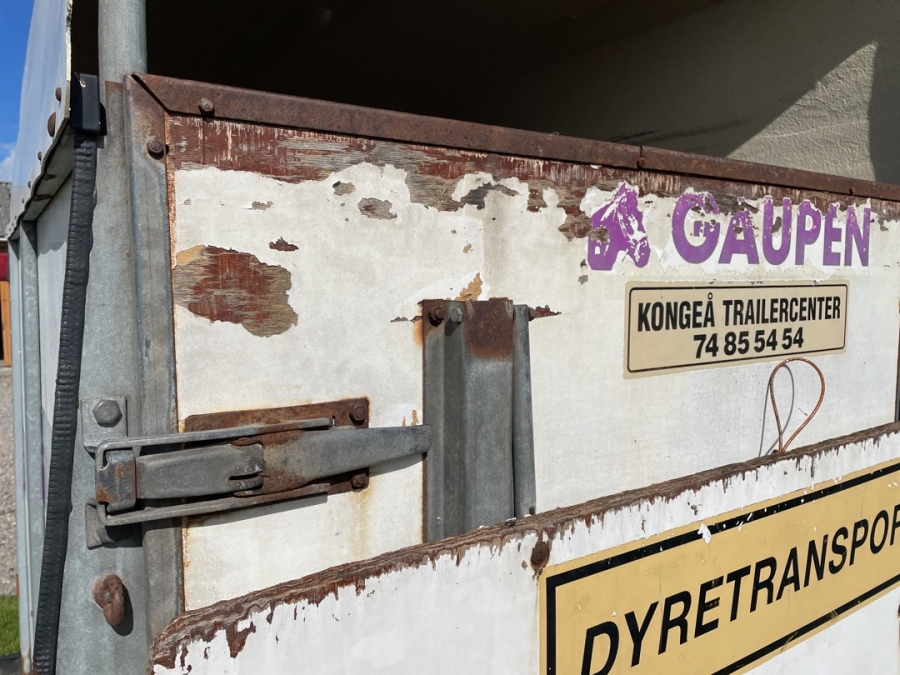 GAUPEN
KONGEÅ TRAILERCENTER
74 85 54 54
DYRETRANSPOR